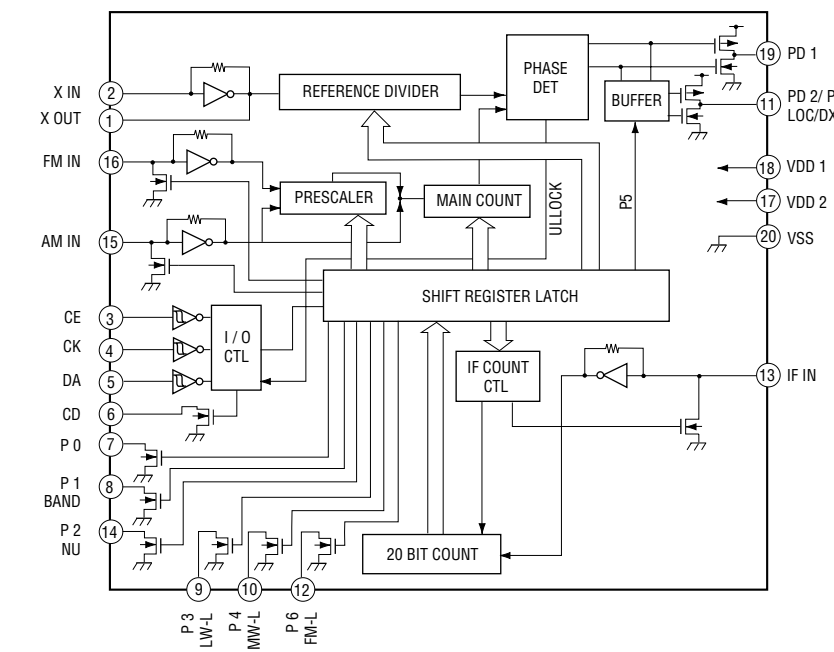 X IN
2
X OUT
1
FM IN
16
AM IN
15
CE
3
CK
4
DA
5
CD
6
P 0
7
P 1
BAND
8
P 2
NU
14
REFERENCE DIVIDER
PHASE
DET
BUFFER
PRESCALER
MAIN COUNT
ULLOCK
P5
SHIFT REGISTER LATCH
I / O
CTL
IF COUNT
CTL
20 BIT COUNT
19
PD 1
11
PD 2/ P
LOC/DX
18
VDD 1
17
VDD 2
20
VSS
13
IF IN
9
10
12
P 3
LW-L
P 4
MW-L
P 6
FM-L